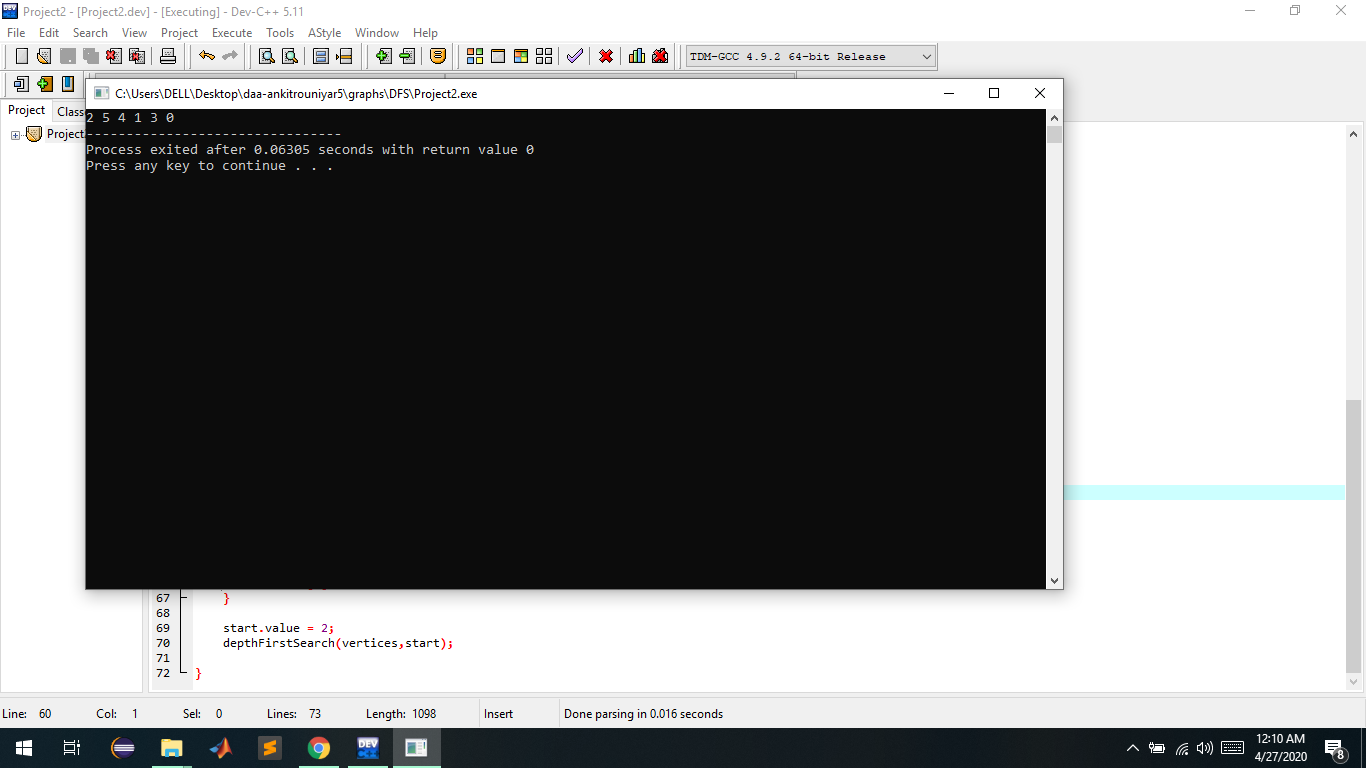 Project2 - [Project2.dev] - [Executing] - Dev-C++ 5.11
File Edit Search View Project Execute Tools AStyle Window Help
TDM-GCC 4.9.2 64-bit Release
C:\Users\DELL\Desktop\daa-ankitrouniyar5\graphs\DFS\Project2.exe
Project Class
Project
2 5 4 1 3 0
--------------------------------
Process exited after 0.06305 seconds with return value 0
Press any key to continue . . .
67 }
68
69 start.value = 2;
70 depthFirstSearch(vertices,start);
71
72 }
Line: 60 Col: 1 Sel: 0 Lines: 73 Length: 1098 Insert Done parsing in 0.016 seconds
DEV
12:10 AM
4/27/2020
8